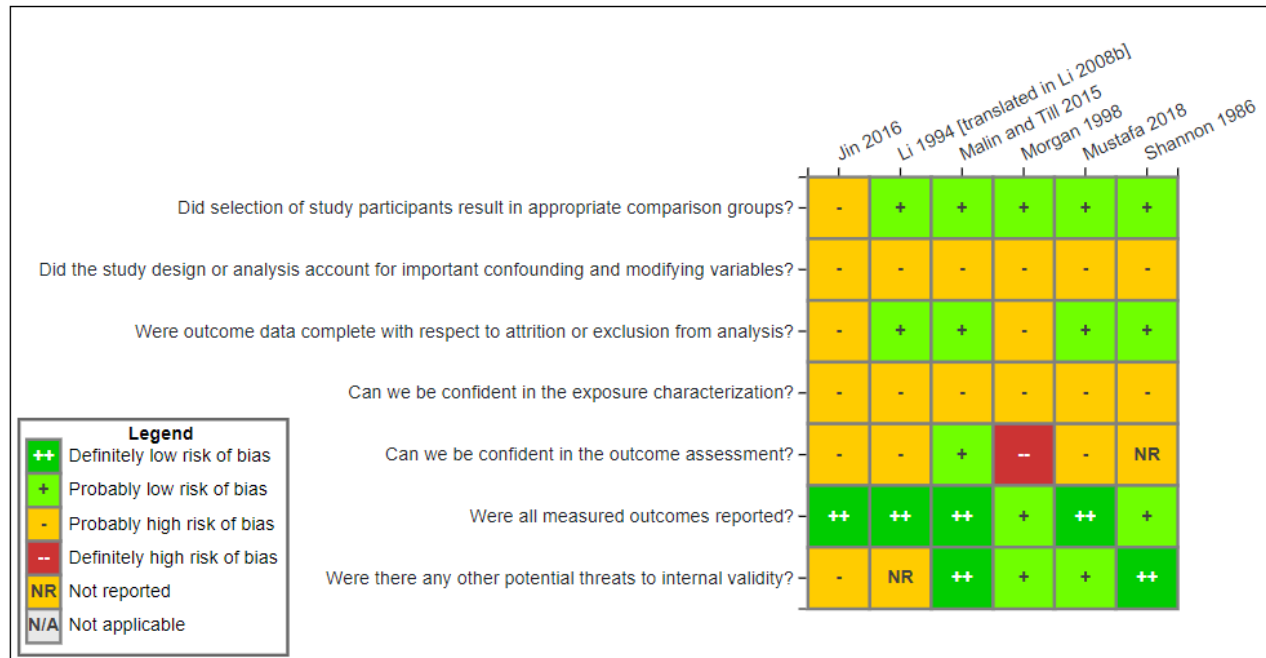 Jin 2016
Li 1994 [translated in Li 2008b]
Malin and Till 2015
Morgan 1998
Mustafa 2018
Shannon 1986
Did selection of study participants result in appropriate comparison groups? - + + + + +
Did the study design or analysis account for important confounding and modifying variables? - - - - - -
Were outcome data complete with respect to attrition or exclusion from analysis? - + + - + +
Can we be confident in the exposure characterization? - - - - - -
Can we be confident in the outcome assessment? - - + -- - NR
Were all measured outcomes reported? ++ ++ ++ + ++ +
Were there any other potential threats to internal validity? - NR ++ + + ++
Legend
++ Definitely low risk of bias
+ Probably low risk of bias
- Probably high risk of bias
-- Definitely high risk of bias
NR Not reported
N/A Not applicable